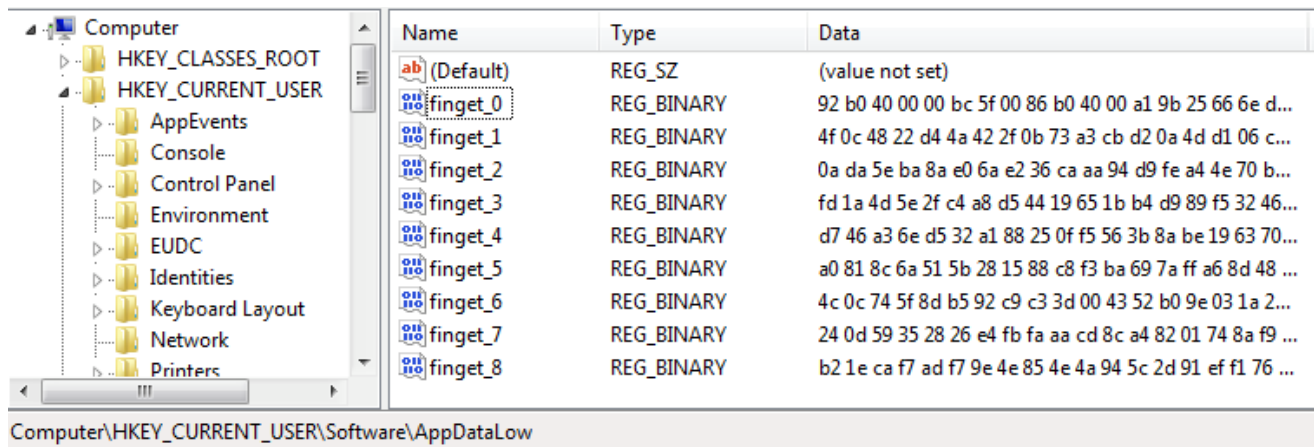 Computer
HKEY_CLASSES_ROOT
HKEY_CURRENT_USER
AppEvents
Console
Control Panel
Environment
EUDC
Identities
Keyboard Layout
Network
Printers
Name Type Data
(Default) REG_SZ (value not set)
finget_0 REG_BINARY 92 b0 40 00 00 bc 5f 00 86 b0 40 00 a1 9b 25 66 6e d...
finget_1 REG_BINARY 4f 0c 48 22 d4 4a 42 2f 0b 73 a3 cb d2 0a 4d d1 06 c...
finget_2 REG_BINARY 0a da 5e ba 8a e0 6a e2 36 ca aa 94 d9 fe a4 4e 70 b...
finget_3 REG_BINARY fd 1a 4d 5e 2f c4 a8 d5 44 19 65 1b b4 d9 89 f5 32 46...
finget_4 REG_BINARY d7 46 a3 6e d5 32 a1 88 25 0f f5 56 3b 8a be 19 63 70...
finget_5 REG_BINARY a0 81 8c 6a 51 5b 28 15 88 c8 f3 ba 69 7a ff a6 8d 48 ...
finget_6 REG_BINARY 4c 0c 74 5f 8d b5 92 c9 c3 3d 00 43 52 b0 9e 03 1a 2...
finget_7 REG_BINARY 24 0d 59 35 28 26 e4 fb fa aa cd 8c a4 82 01 74 8a f9 ...
finget_8 REG_BINARY b2 1e ca f7 ad f7 9e 4e 85 4e 4a 94 5c 2d 91 ef f1 76 ...
Computer\HKEY_CURRENT_USER\Software\AppDataLow